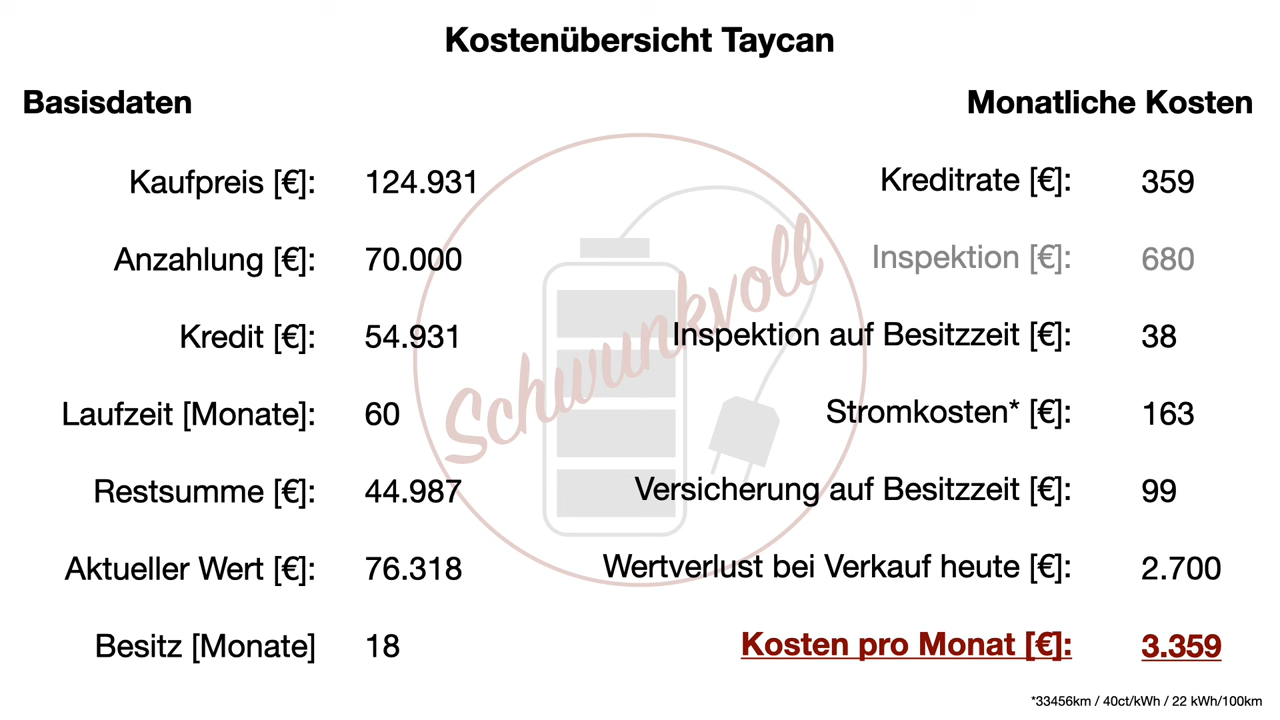 Kostenübersicht Taycan
Basisdaten
Monatliche Kosten
Kaufpreis [€]: 124.931
Kreditrate [€]: 359
Anzahlung [€]: 70.000
Inspektion [€]: 680
Kredit [€]: 54.931
Inspektion auf Besitzzeit [€]: 38
Laufzeit [Monate]: 60
Stromkosten* [€]: 163
Restsumme [€]: 44.987
Versicherung auf Besitzzeit [€]: 99
Aktueller Wert [€]: 76.318
Wertverlust bei Verkauf heute [€]: 2.700
Besitz [Monate] 18
Kosten pro Monat [€]: 3.359
Schwunkvoll
*33456km / 40ct/kWh / 22 kWh/100km